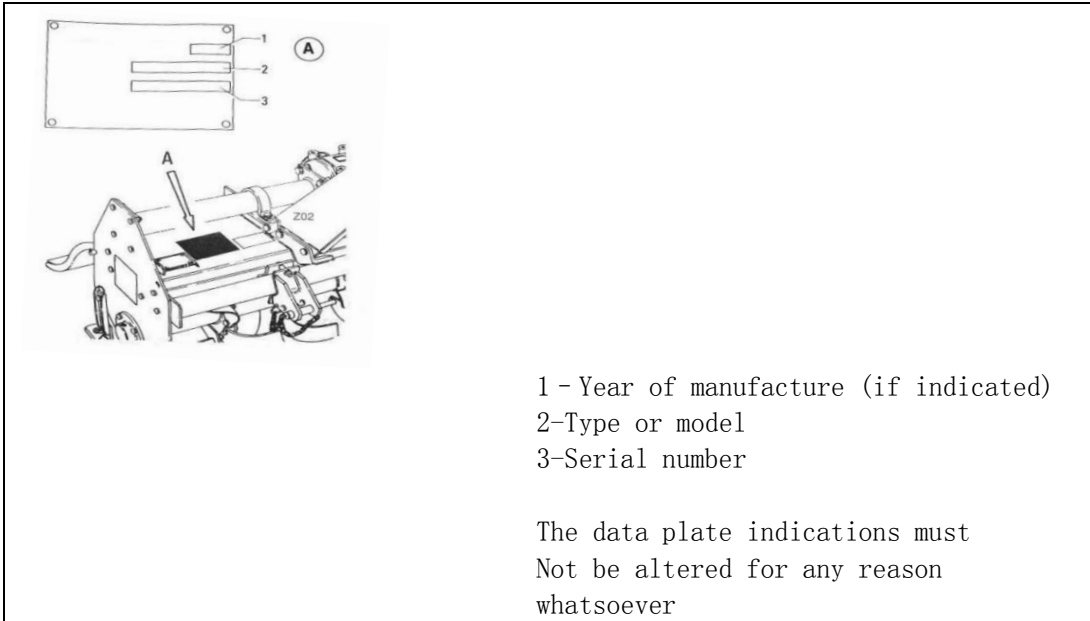 1
A
2
3
A
Z02
1–Year of manufacture (if indicated)
2-Type or model
3-Serial number
The data plate indications must
Not be altered for any reason
whatsoever